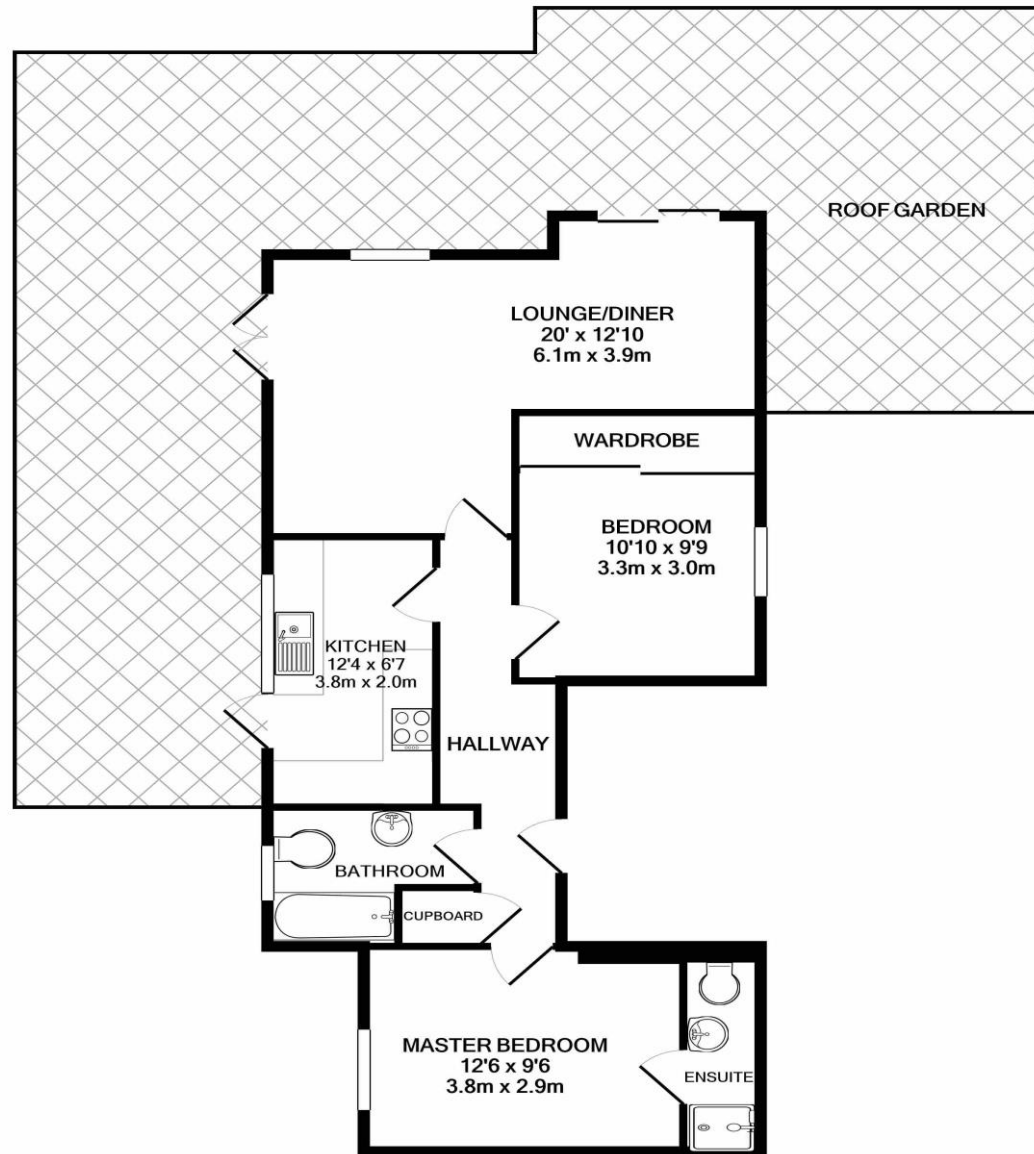 ROOF GARDEN
LOUNGE/DINER
20' x 12'10
6.1m x 3.9m
WARDROBE
BEDROOM
10'10 x 9'9
3.3m x 3.0m
KITCHEN
12'4 x 6'7
3.8m x 2.0m
HALLWAY
BATHROOM
CUPBOARD
MASTER BEDROOM
12'6 x 9'6
3.8m x 2.9m
ENSUITE